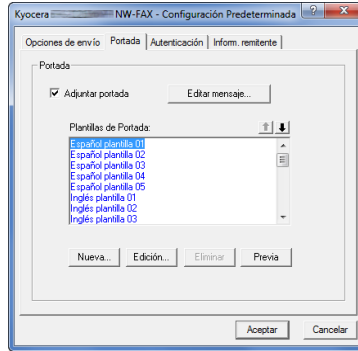 Kyocera NW-FAX - Configuración Predeterminada
Opciones de envío Portada Autenticación Inform. remitente
Portada
Adjuntar portada Editar mensaje...
Plantillas de Portada:
Español plantilla 01
Español plantilla 02
Español plantilla 03
Español plantilla 04
Español plantilla 05
Inglés plantilla 01
Inglés plantilla 02
Inglés plantilla 03
Nueva... Edición... Eliminar Previa
Aceptar Cancelar